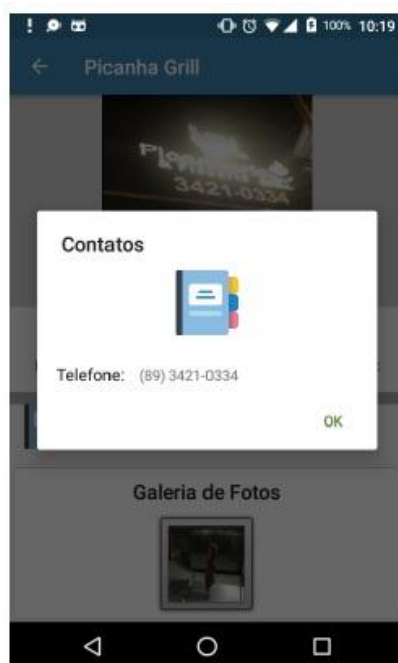 100% 10:19
Picanha Grill
3421-0334
Contatos
Telefone: (89) 3421-0334
OK
Galeria de Fotos